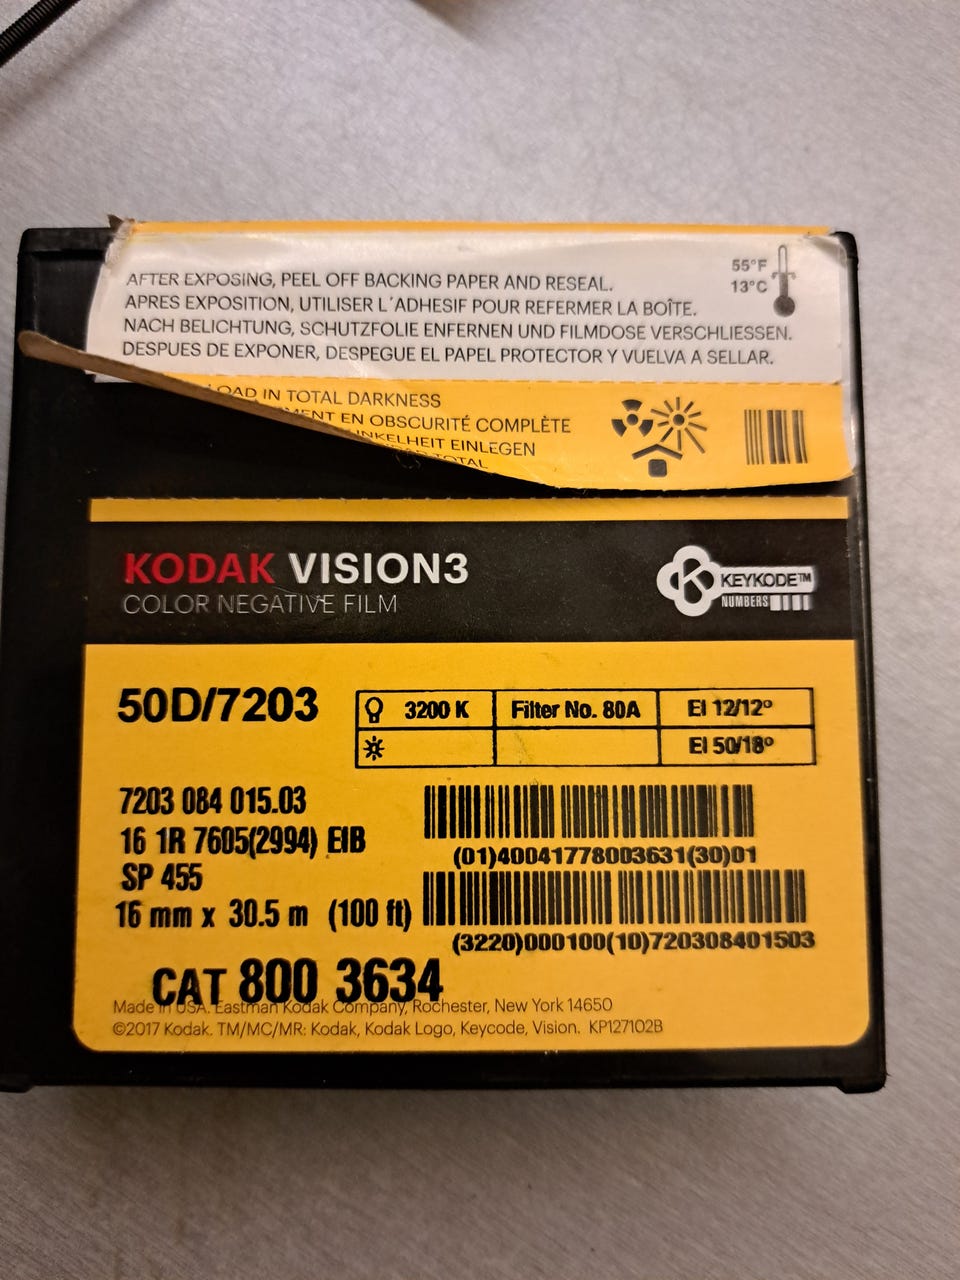 AFTER EXPOSING, PEEL OFF BACKING PAPER AND RESEAL.
APRES EXPOSITION, UTILISER L'ADHESIF POUR REFERMER LA BOÎTE.
NACH BELICHTUNG, SCHUTZFOLIE ENFERNEN UND FILMDOSE VERSCHLIESSEN.
DESPUES DE EXPONER, DESPEGUE EL PAPEL PROTECTOR Y VUELVA A SELLAR.
55°F
13°C
IN TOTAL DARKNESS
EN OBSCURITÉ COMPLÈTE
EINLEGEN
TOTAL
KODAK VISION3
COLOR NEGATIVE FILM
K KEYKODE™
NUMBERS
50D/7203
3200 K Filter No. 80A EI 12/12°
EI 50/18°
7203 084 015.03
16 1R 7605(2994) EIB
SP 455
16 mm x 30.5 m (100 ft)
(01)40041778003631(30)01
(3220)000100(10)720308401503
CAT 800 3634
Made in USA. Eastman Kodak Company, Rochester, New York 14650
©2017 Kodak. TM/MC/MR: Kodak, Kodak Logo, Keycode, Vision. KP127102B